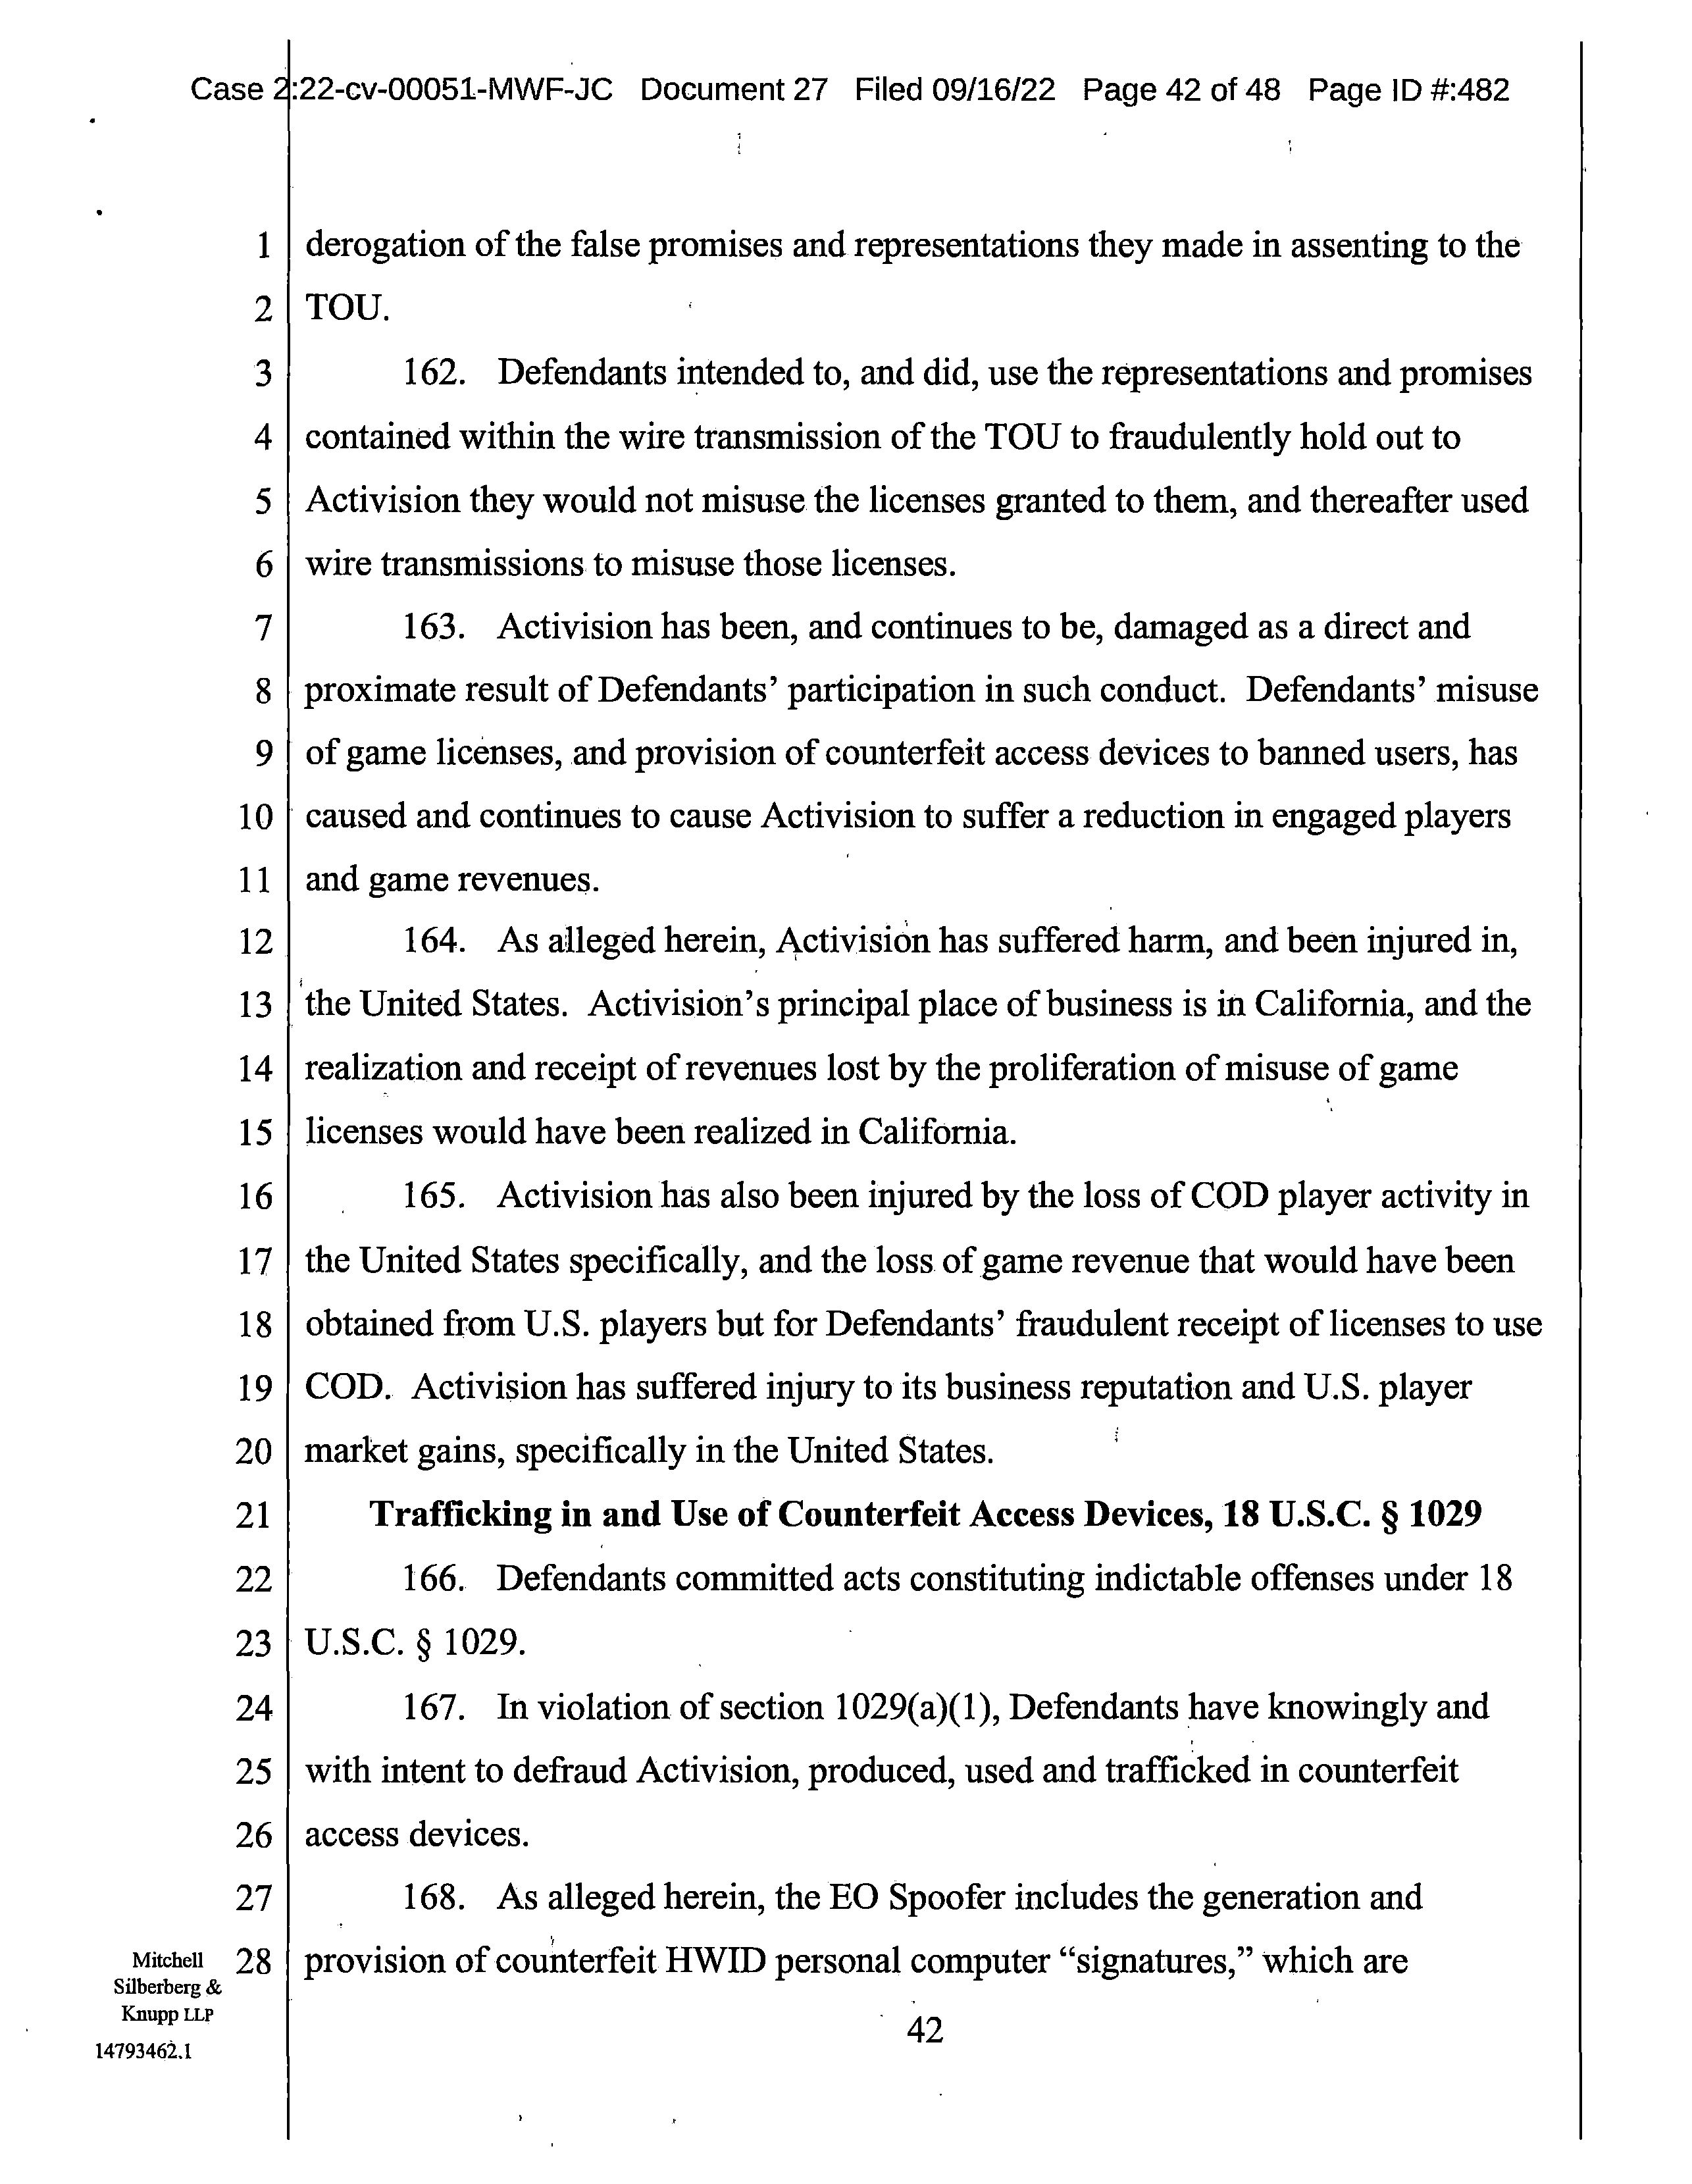 Case 2:22-cv-00051-MWF-JC Document 27 Filed 09/16/22 Page 42 of 48 Page ID #:482
1 derogation of the false promises and representations they made in assenting to the
2 TOU.
3 162. Defendants intended to, and did, use the representations and promises
4 contained within the wire transmission of the TOU to fraudulently hold out to
5 Activision they would not misuse the licenses granted to them, and thereafter used
6 wire transmissions to misuse those licenses.
7 163. Activision has been, and continues to be, damaged as a direct and
8 proximate result of Defendants’ participation in such conduct. Defendants’ misuse
9 of game licenses, and provision of counterfeit access devices to banned users, has
10 caused and continues to cause Activision to suffer a reduction in engaged players
11 and game revenues.
12 164. As alleged herein, Activision has suffered harm, and been injured in,
13 the United States. Activision’s principal place of business is in California, and the
14 realization and receipt of revenues lost by the proliferation of misuse of game
15 licenses would have been realized in California.
16 165. Activision has also been injured by the loss of COD player activity in
17 the United States specifically, and the loss of game revenue that would have been
18 obtained from U.S. players but for Defendants’ fraudulent receipt of licenses to use
19 COD. Activision has suffered injury to its business reputation and U.S. player
20 market gains, specifically in the United States.
21 Trafficking in and Use of Counterfeit Access Devices, 18 U.S.C. § 1029
22 166. Defendants committed acts constituting indictable offenses under 18
23 U.S.C. § 1029.
24 167. In violation of section 1029(a)(1), Defendants have knowingly and
25 with intent to defraud Activision, produced, used and trafficked in counterfeit
26 access devices.
27 168. As alleged herein, the EO Spoofer includes the generation and
28 provision of counterfeit HWID personal computer “signatures,” which are
Mitchell
Silberberg &
Knupp LLP
14793462.1
42